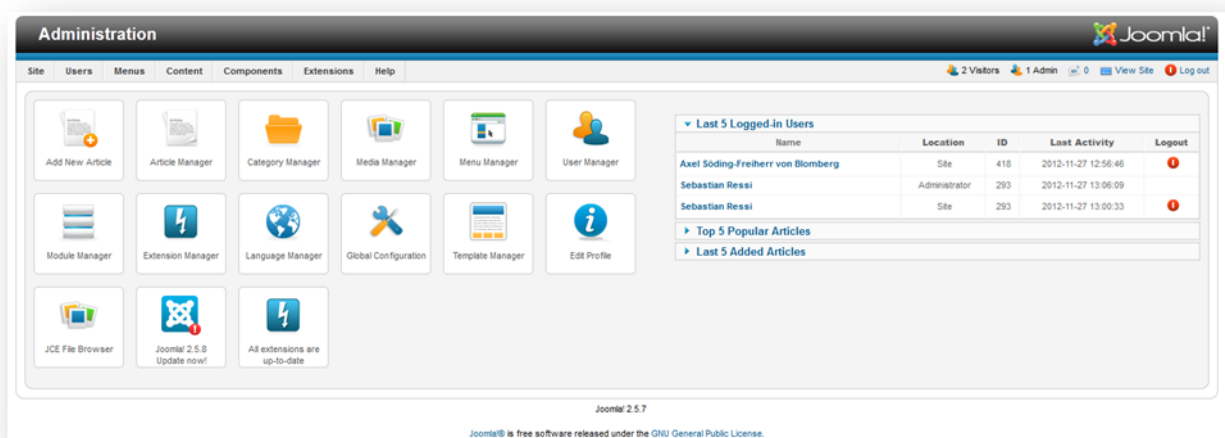 Administration
Joomla!
Site Users Menus Content Components Extensions Help
2 Visitors 1 Admin 0 View Site Log out
Add New Article Article Manager Category Manager Media Manager Menu Manager User Manager
Module Manager Extension Manager Language Manager Global Configuration Template Manager Edit Profile
JCE File Browser Joomla! 2.5.8 All extensions are
Update now! up-to-date
Last 5 Logged-in Users
Name Location ID Last Activity Logout
Axel Söding-Freiherr von Blomberg Site 418 2012-11-27 12:56:46
Sebastian Ressi Administrator 293 2012-11-27 13:06:09
Sebastian Ressi Site 293 2012-11-27 13:00:33
Top 5 Popular Articles
Last 5 Added Articles
Joomla! 2.5.7
Joomla!® is free software released under the GNU General Public License.